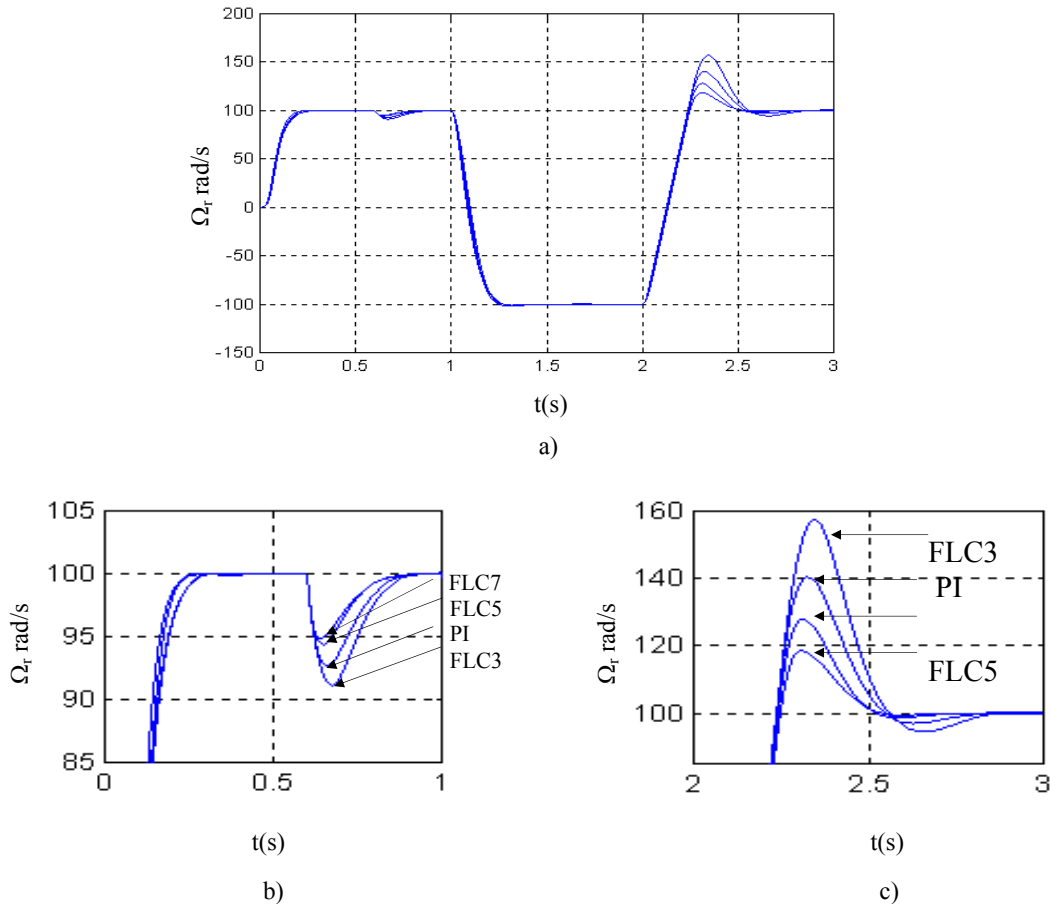 200
150
100
50
0
-50
-100
-150
Ωr rad/s
0 0.5 1 1.5 2 2.5 3
t(s)
a)
105
100
95
90
85
Ωr rad/s
FLC7
FLC5
PI
FLC3
0 0.5 1
t(s)
b)
160
140
120
100
Ωr rad/s
FLC3
PI
FLC5
2 2.5 3
t(s)
c)